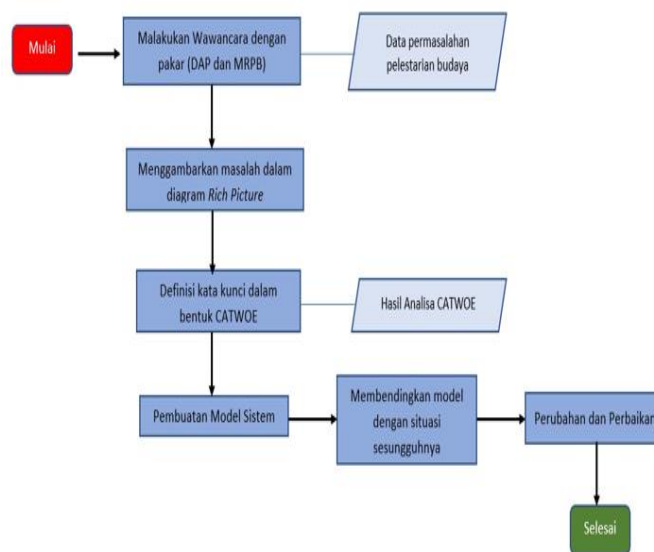 Mulai
Malakukan Wawancara dengan
pakar (DAP dan MRPB)
Data permasalahan
pelestarian budaya
Menggambarkan masalah dalam
diagram Rich Picture
Definisi kata kunci dalam
bentuk CATWOE
Hasil Analisa CATWOE
Pembuatan Model Sistem
Membendingkan model
dengan situasi
sesungguhnya
Perubahan dan Perbaikan
Selesai